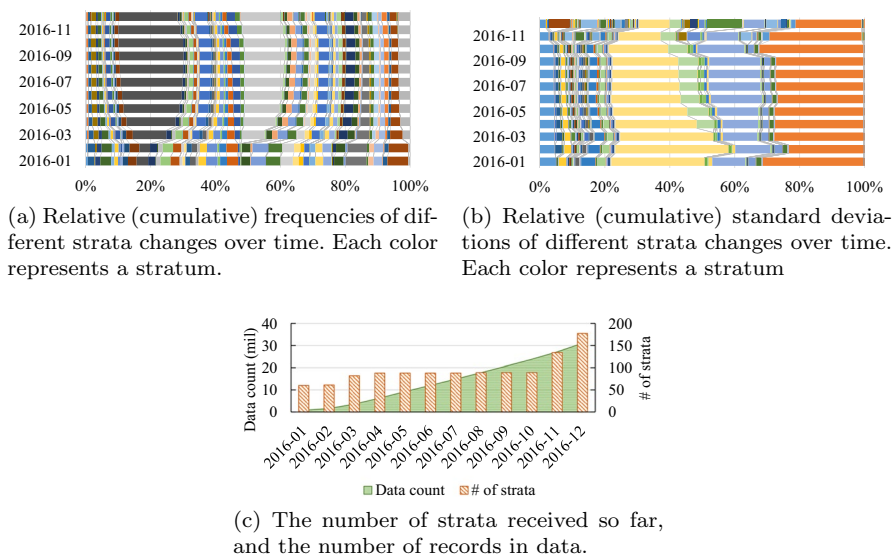 2016-11
2016-09
2016-07
2016-05
2016-03
2016-01
0% 20% 40% 60% 80% 100%
(a) Relative (cumulative) frequencies of dif-
ferent strata changes over time. Each color
represents a stratum.
2016-11
2016-09
2016-07
2016-05
2016-03
2016-01
0% 20% 40% 60% 80% 100%
(b) Relative (cumulative) standard devia-
tions of different strata changes over time.
Each color represents a stratum
Data count (mil)
40
30
20
10
0
200
150
100
50
0
# of strata
2016-01
2016-02
2016-03
2016-04
2016-05
2016-06
2016-07
2016-08
2016-09
2016-10
2016-11
2016-12
Data count # of strata
(c) The number of strata received so far,
and the number of records in data.